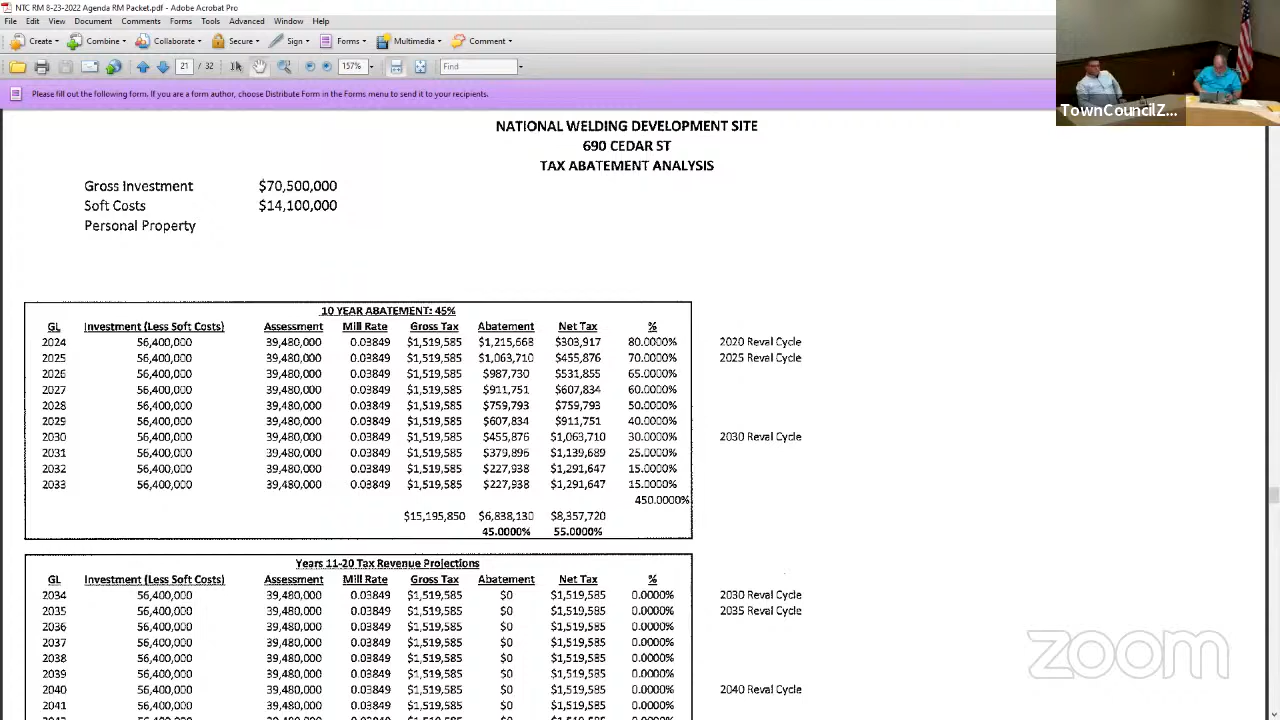 NTC RM 8-23-2022 Agenda RM Packet.pdf - Adobe Acrobat Pro
File Edit View Document Comments Forms Tools Advanced Window Help
Create Combine Collaborate Secure Sign Forms Multimedia Comment
21 / 32 157% Find
Please fill out the following form. If you are a form author, choose Distribute Form in the Forms menu to send it to your recipients.
TownCouncilZ...
NATIONAL WELDING DEVELOPMENT SITE
690 CEDAR ST
TAX ABATEMENT ANALYSIS
Gross Investment $70,500,000
Soft Costs $14,100,000
Personal Property
10 YEAR ABATEMENT: 45%
GL Investment (Less Soft Costs) Assessment Mill Rate Gross Tax Abatement Net Tax %
2024 56,400,000 39,480,000 0.03849 $1,519,585 $1,215,668 $303,917 80.0000% 2020 Reval Cycle
2025 56,400,000 39,480,000 0.03849 $1,519,585 $1,063,710 $455,876 70.0000% 2025 Reval Cycle
2026 56,400,000 39,480,000 0.03849 $1,519,585 $987,730 $531,855 65.0000%
2027 56,400,000 39,480,000 0.03849 $1,519,585 $911,751 $607,834 60.0000%
2028 56,400,000 39,480,000 0.03849 $1,519,585 $759,793 $759,793 50.0000%
2029 56,400,000 39,480,000 0.03849 $1,519,585 $607,834 $911,751 40.0000%
2030 56,400,000 39,480,000 0.03849 $1,519,585 $455,876 $1,063,710 30.0000% 2030 Reval Cycle
2031 56,400,000 39,480,000 0.03849 $1,519,585 $379,896 $1,139,689 25.0000%
2032 56,400,000 39,480,000 0.03849 $1,519,585 $227,938 $1,291,647 15.0000%
2033 56,400,000 39,480,000 0.03849 $1,519,585 $227,938 $1,291,647 15.0000%
450.0000%
$15,195,850 $6,838,130 $8,357,720
45.0000% 55.0000%
Years 11-20 Tax Revenue Projections
GL Investment (Less Soft Costs) Assessment Mill Rate Gross Tax Abatement Net Tax %
2034 56,400,000 39,480,000 0.03849 $1,519,585 $0 $1,519,585 0.0000% 2030 Reval Cycle
2035 56,400,000 39,480,000 0.03849 $1,519,585 $0 $1,519,585 0.0000% 2035 Reval Cycle
2036 56,400,000 39,480,000 0.03849 $1,519,585 $0 $1,519,585 0.0000%
2037 56,400,000 39,480,000 0.03849 $1,519,585 $0 $1,519,585 0.0000%
2038 56,400,000 39,480,000 0.03849 $1,519,585 $0 $1,519,585 0.0000%
2039 56,400,000 39,480,000 0.03849 $1,519,585 $0 $1,519,585 0.0000%
2040 56,400,000 39,480,000 0.03849 $1,519,585 $0 $1,519,585 0.0000% 2040 Reval Cycle
2041 56,400,000 39,480,000 0.03849 $1,519,585 $0 $1,519,585 0.0000%
zoom